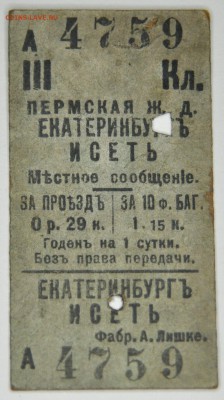 А 4759
III Кл.
ПЕРМСКАЯ Ж. Д.
ЕКАТЕРИНБУРГЪ
ИСЕТЬ
Мѣстное сообщеніе.
ЗА ПРОѢЗДЪ ЗА 10 Ф. БАГ.
0 р. 29 к. 1.15 к.
Годенъ на 1 сутки.
Безъ права передачи.
ЕКАТЕРИНБУРГЪ
ИСЕТЬ
Фабр. А. Лишке.
А 4759